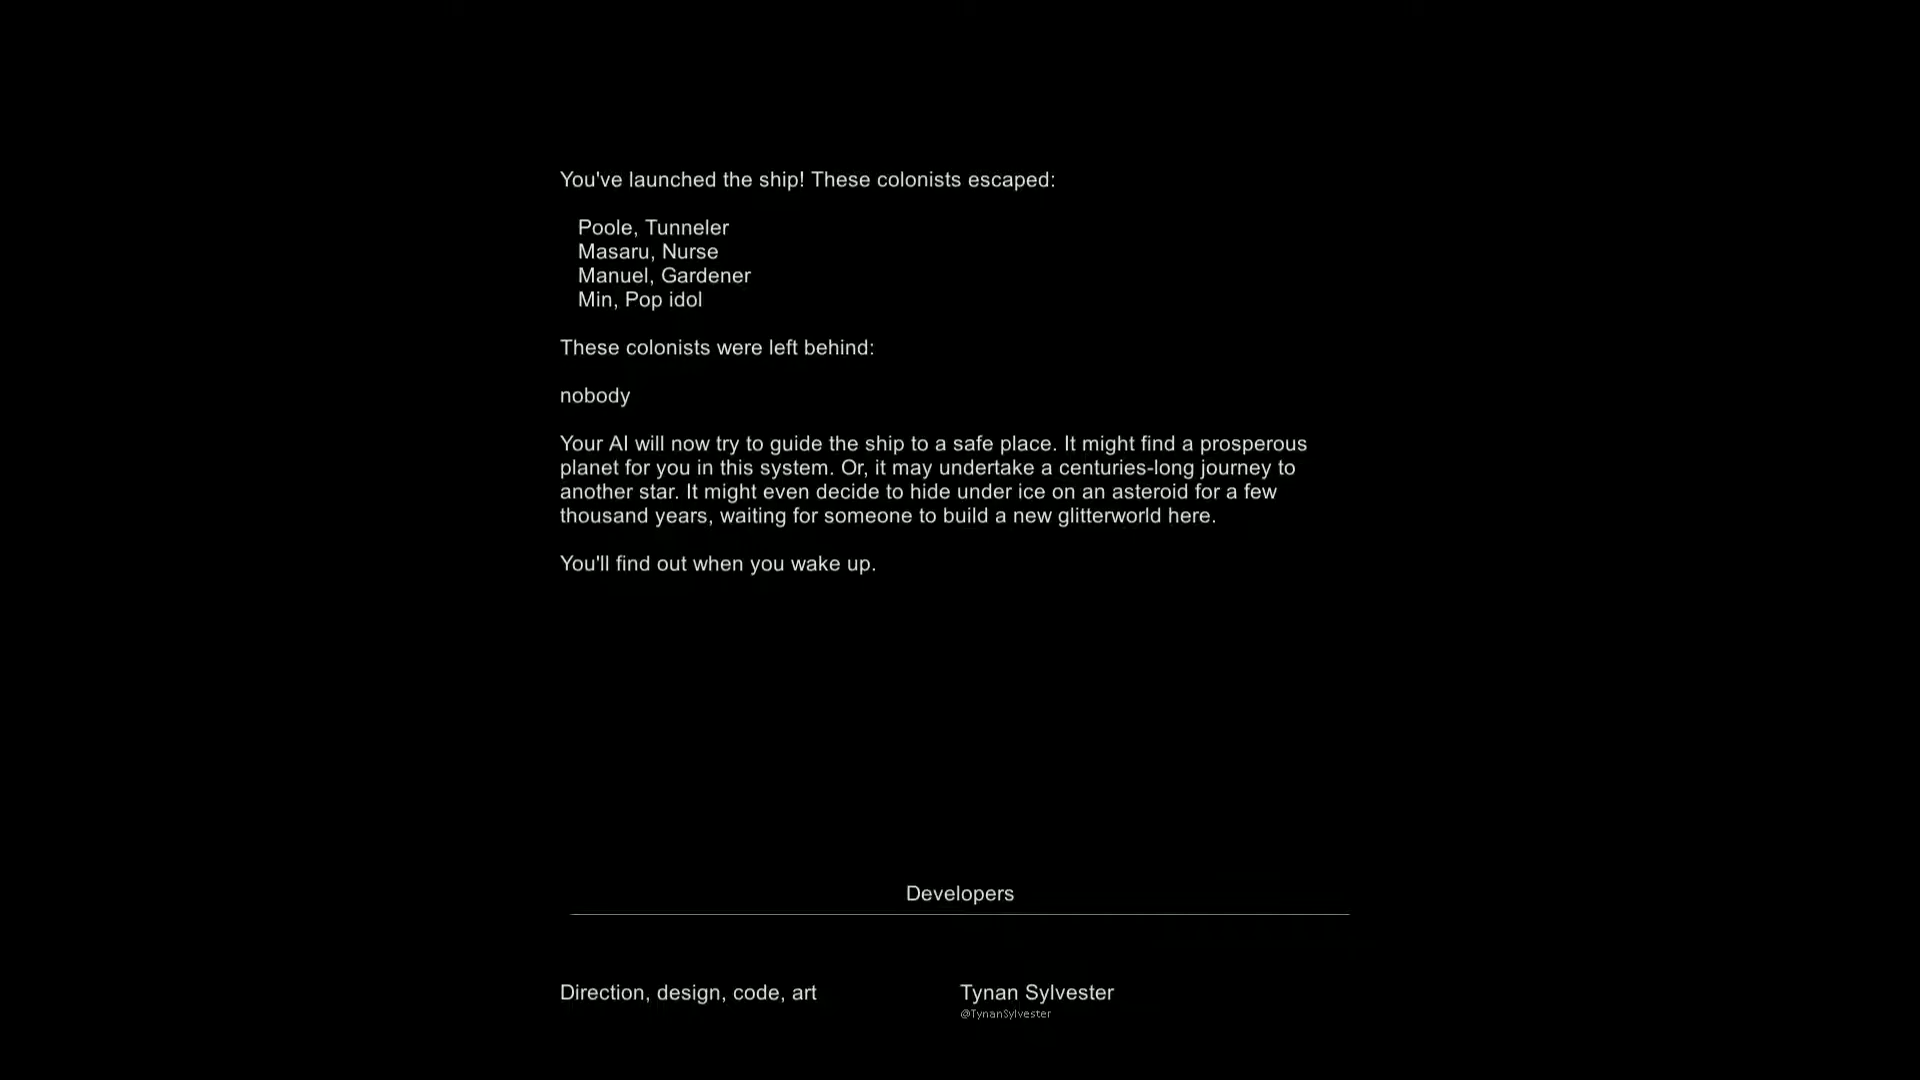 You've launched the ship! These colonists escaped:
Poole, Tunneler
Masaru, Nurse
Manuel, Gardener
Min, Pop idol
These colonists were left behind:
nobody
Your AI will now try to guide the ship to a safe place. It might find a prosperous
planet for you in this system. Or, it may undertake a centuries-long journey to
another star. It might even decide to hide under ice on an asteroid for a few
thousand years, waiting for someone to build a new glitterworld here.
You'll find out when you wake up.
Developers
Direction, design, code, art Tynan Sylvester
@TynanSylvester